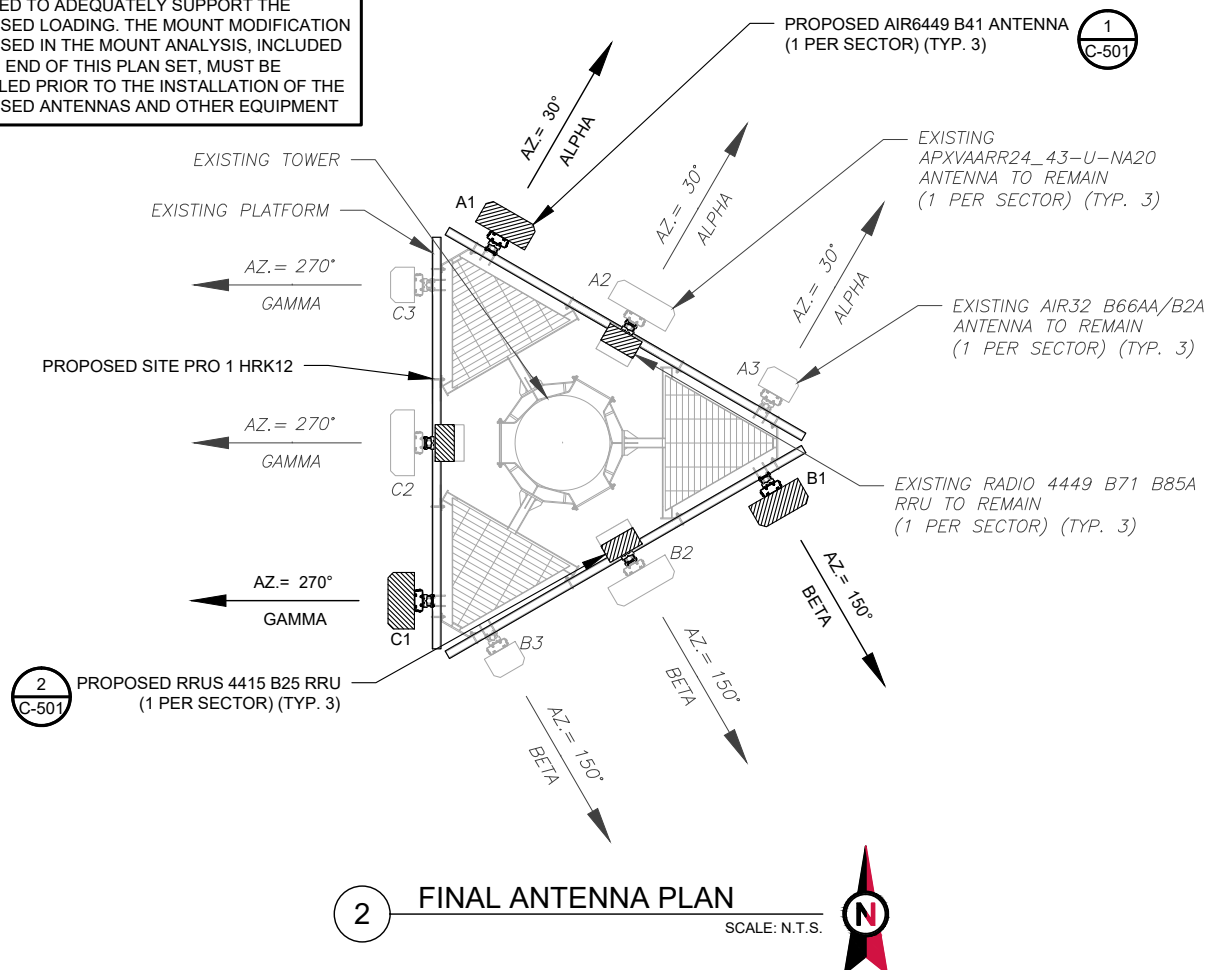 ED TO ADEQUATELY SUPPORT THE
SED LOADING. THE MOUNT MODIFICATION
SED IN THE MOUNT ANALYSIS, INCLUDED
END OF THIS PLAN SET, MUST BE
LED PRIOR TO THE INSTALLATION OF THE
SED ANTENNAS AND OTHER EQUIPMENT
PROPOSED AIR6449 B41 ANTENNA
(1 PER SECTOR) (TYP. 3)
1
C-501
AZ.= 30°
ALPHA
EXISTING TOWER
EXISTING PLATFORM
A1
AZ.= 30°
ALPHA
EXISTING
APXVAARR24_43-U-NA20
ANTENNA TO REMAIN
(1 PER SECTOR) (TYP. 3)
AZ.= 270°
GAMMA
C3
A2
AZ.= 30°
ALPHA
EXISTING AIR32 B66AA/B2A
ANTENNA TO REMAIN
(1 PER SECTOR) (TYP. 3)
PROPOSED SITE PRO 1 HRK12
A3
AZ.= 270°
GAMMA
C2
B1
EXISTING RADIO 4449 B71 B85A
RRU TO REMAIN
(1 PER SECTOR) (TYP. 3)
AZ.= 270°
GAMMA
C1
B2
AZ.= 150°
BETA
B3
AZ.= 150°
BETA
2
C-501
PROPOSED RRUS 4415 B25 RRU
(1 PER SECTOR) (TYP. 3)
AZ.= 150°
BETA
2
FINAL ANTENNA PLAN
SCALE: N.T.S.
N